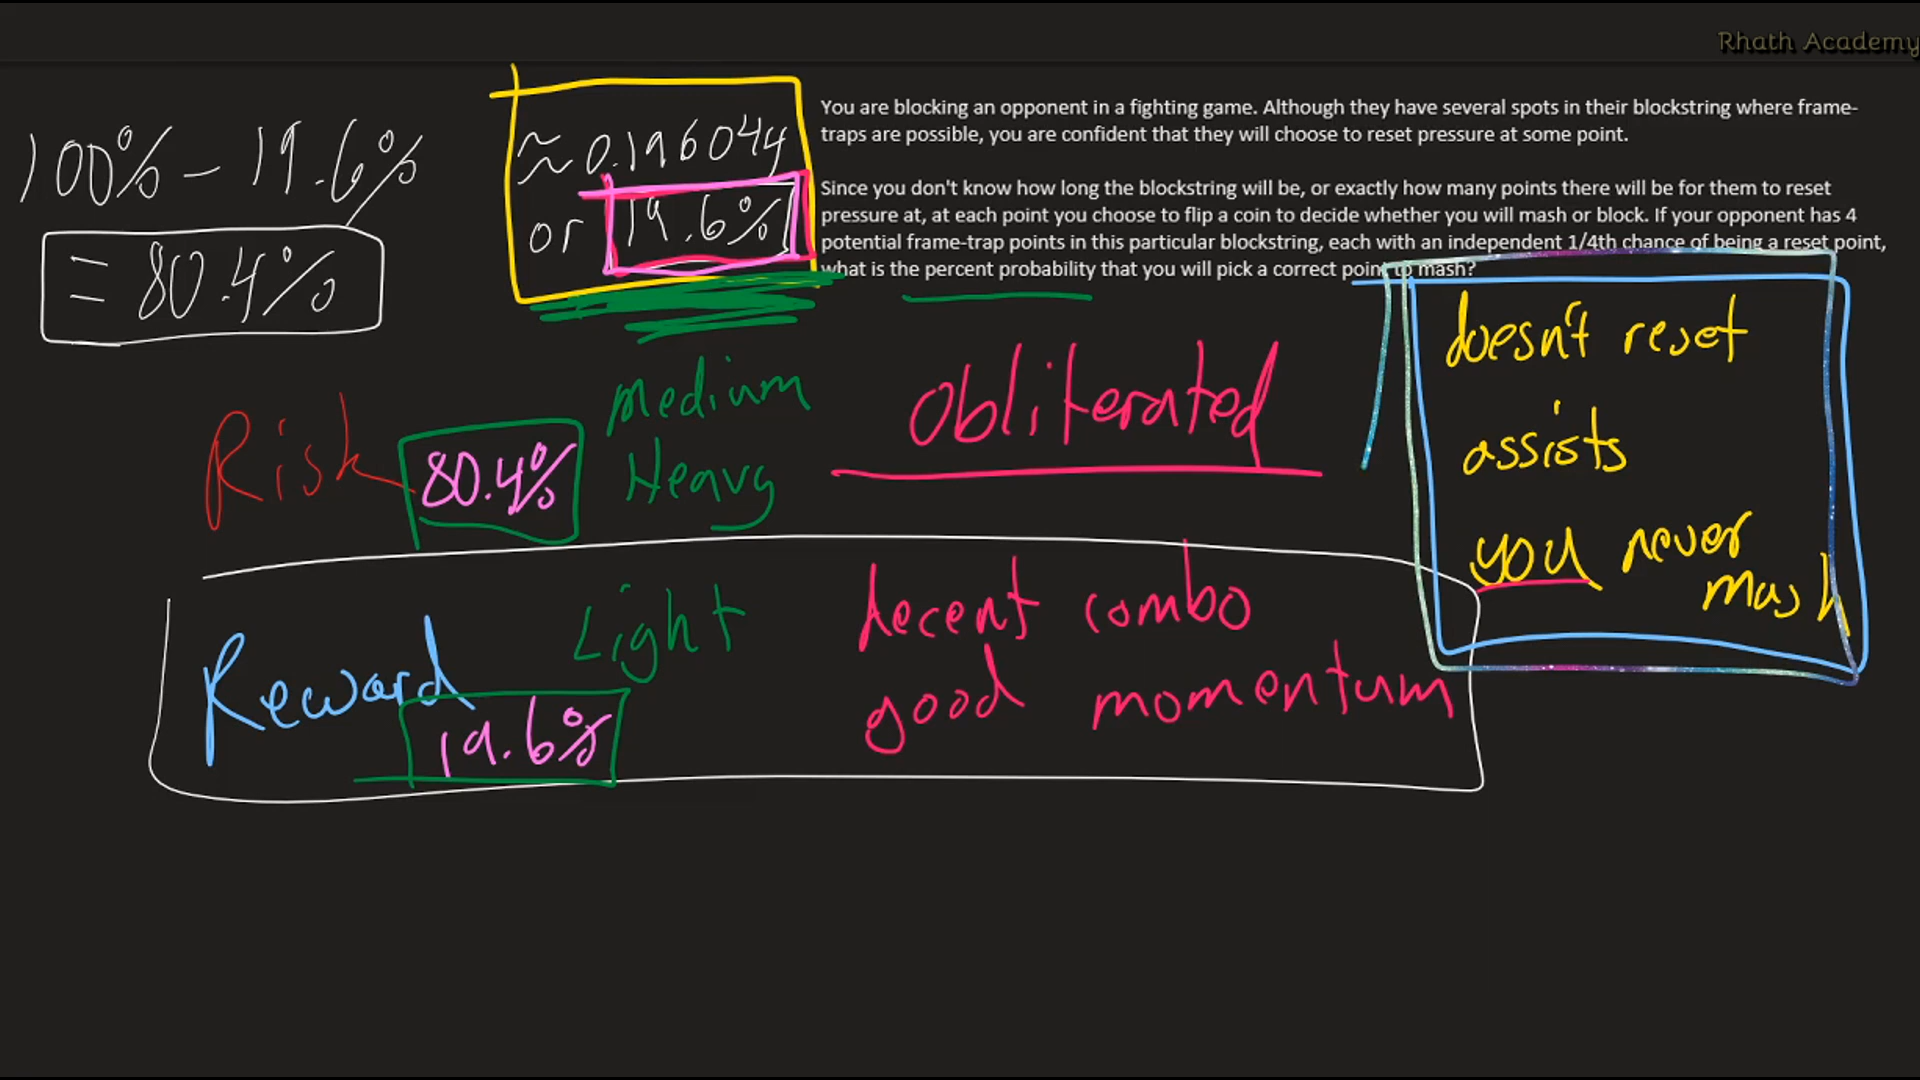 Rhath Academy
100% - 19.6%
= 80.4%
≈ 0.196044
or 19.6%
You are blocking an opponent in a fighting game. Although they have several spots in their blockstring where frame-
traps are possible, you are confident that they will choose to reset pressure at some point.
Since you don't know how long the blockstring will be, or exactly how many points there will be for them to reset
pressure at, at each point you choose to flip a coin to decide whether you will mash or block. If your opponent has 4
potential frame-trap points in this particular blockstring, each with an independent 1/4th chance of being a reset point,
what is the percent probability that you will pick a correct point to mash?
doesn't reset
assists
you never
mash
Risk 80.4%
Medium
Heavy
Obliterated
Reward
19.6%
Light
decent combo
good momentum